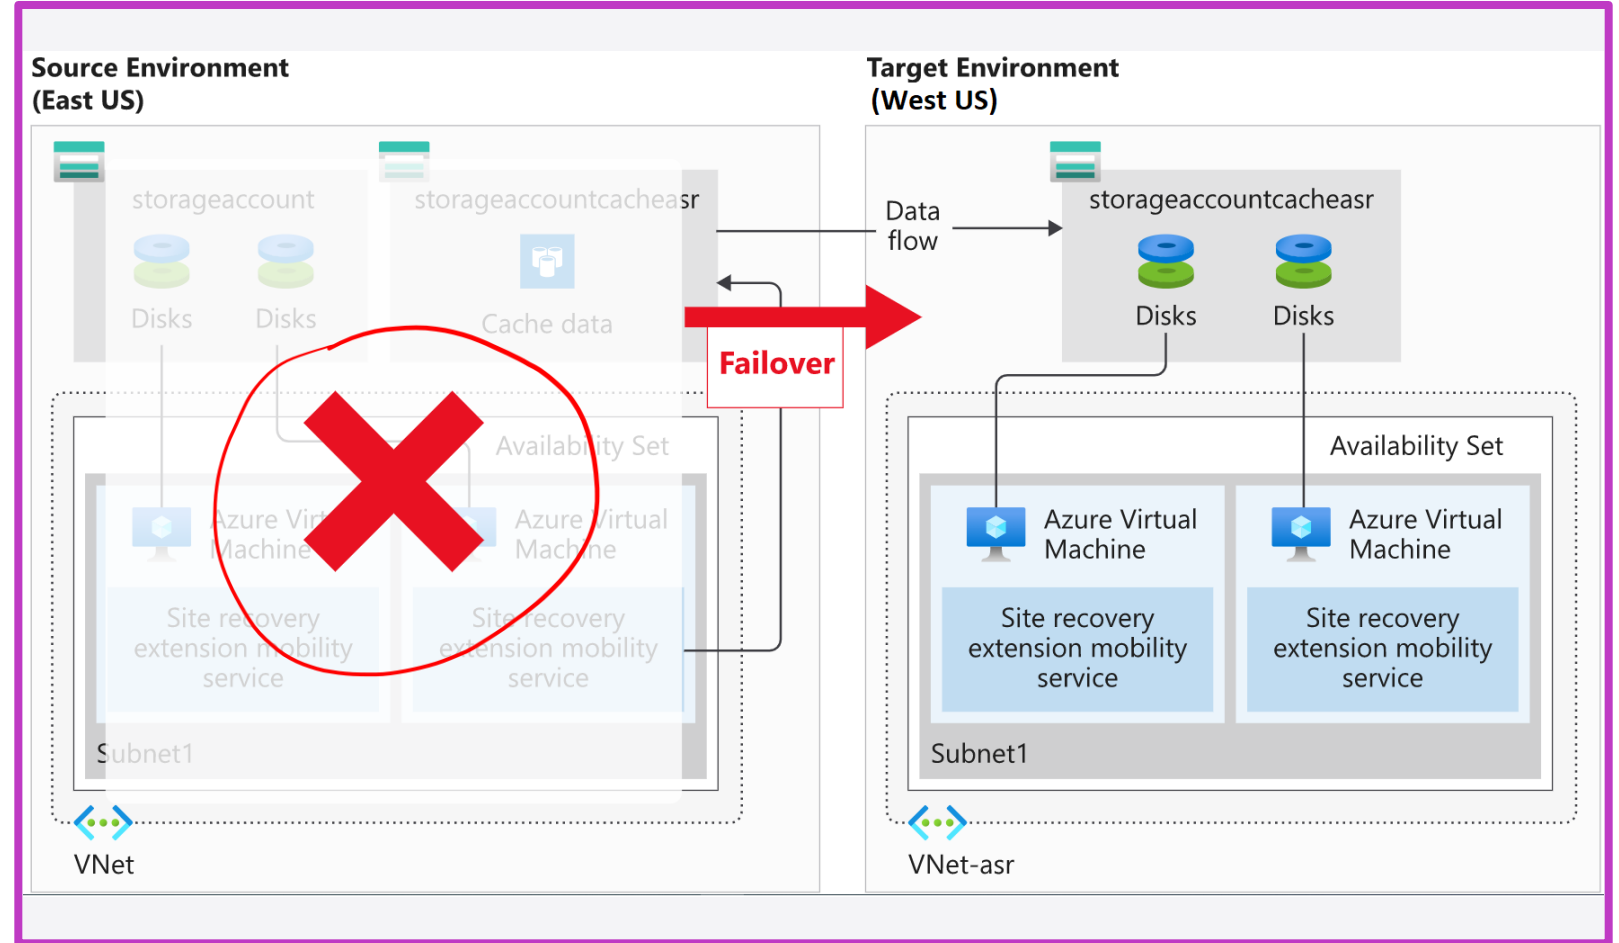 Source Environment
(East US)
Target Environment
(West US)
storageaccount
storageaccountcacheasr
Disks
Disks
Cache data
Data
flow
Failover
storageaccountcacheasr
Disks
Disks
Availability Set
Azure Virt
Machine
Azure Virtual
Machine
Site recovery
extension mobility
service
Site recovery
extension mobility
service
Subnet1
VNet
Availability Set
Azure Virtual
Machine
Azure Virtual
Machine
Site recovery
extension mobility
service
Site recovery
extension mobility
service
Subnet1
VNet-asr